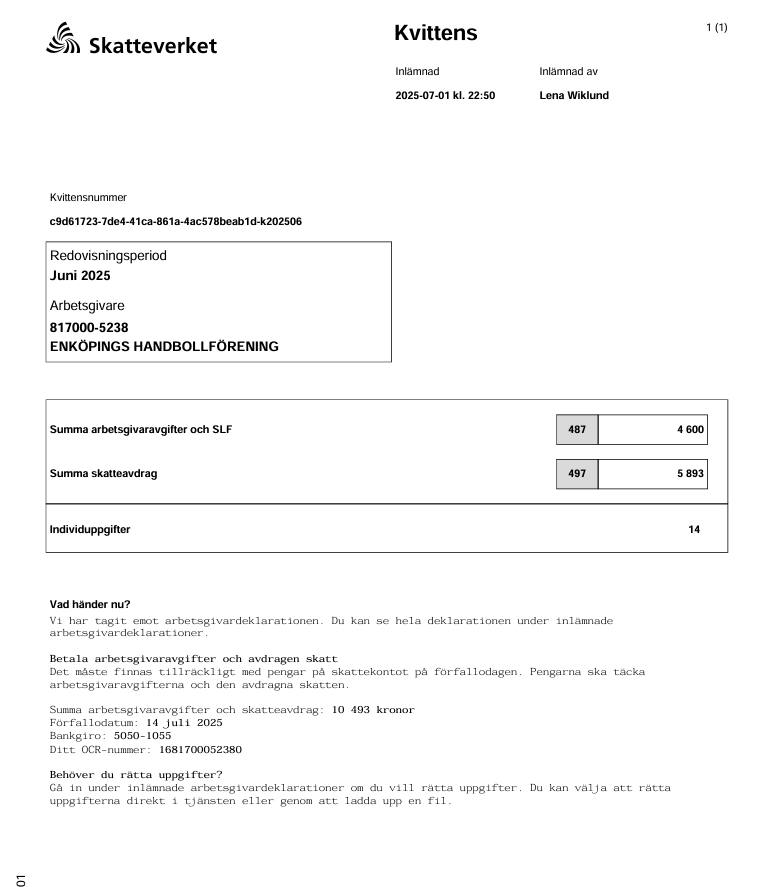 Skatteverket
Kvittens
1 (1)
Inlämnad
Inlämnad av
2025-07-01 kl. 22:50
Lena Wiklund
Kvittensnummer
c9d61723-7de4-41ca-861a-4ac578beab1d-k202506
Redovisningsperiod
Juni 2025
Arbetsgivare
817000-5238
ENKÖPINGS HANDBOLLFÖRENING
Summa arbetsgivaravgifter och SLF 487 4 600
Summa skatteavdrag 497 5 893
Individuppgifter 14
Vad händer nu?
Vi har tagit emot arbetsgivardeklarationen. Du kan se hela deklarationen under inlämnade
arbetsgivardeklarationer.
Betala arbetsgivaravgifter och avdragen skatt
Det måste finnas tillräckligt med pengar på skattekontot på förfallodagen. Pengarna ska täcka
arbetsgivaravgifterna och den avdragna skatten.
Summa arbetsgivaravgifter och skatteavdrag: 10 493 kronor
Förfallodatum: 14 juli 2025
Bankgiro: 5050-1055
Ditt OCR-nummer: 1681700052380
Behöver du rätta uppgifter?
Gå in under inlämnade arbetsgivardeklarationer om du vill rätta uppgifter. Du kan välja att rätta
uppgifterna direkt i tjänsten eller genom att ladda upp en fil.
01